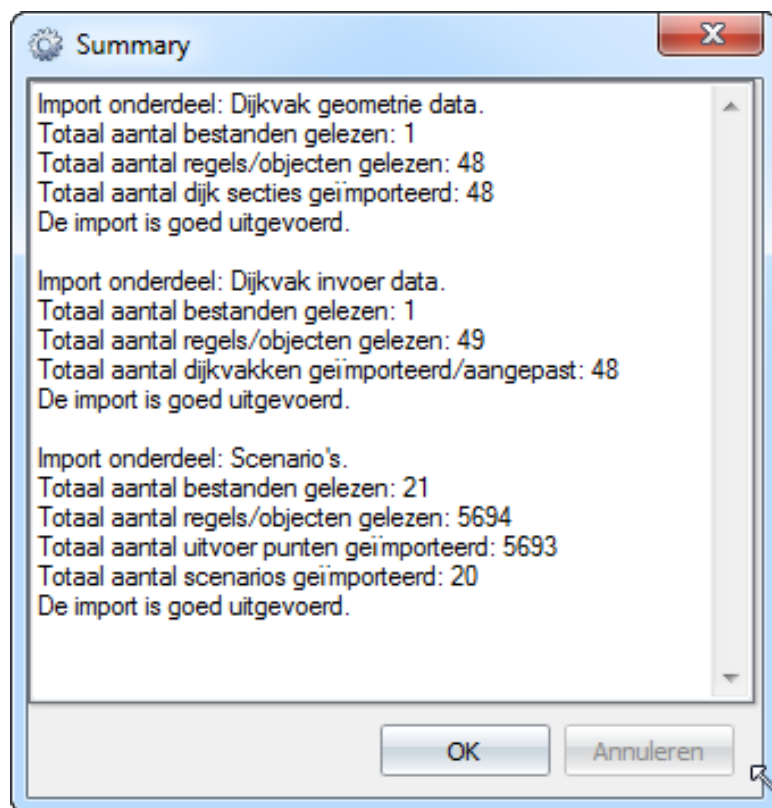 Summary
Import onderdeel: Dijkvak geometrie data.
Totaal aantal bestanden gelezen: 1
Totaal aantal regels/objecten gelezen: 48
Totaal aantal dijk secties geïmporteerd: 48
De import is goed uitgevoerd.
Import onderdeel: Dijkvak invoer data.
Totaal aantal bestanden gelezen: 1
Totaal aantal regels/objecten gelezen: 49
Totaal aantal dijkvakken geïmporteerd/aangepast: 48
De import is goed uitgevoerd.
Import onderdeel: Scenario's.
Totaal aantal bestanden gelezen: 21
Totaal aantal regels/objecten gelezen: 5694
Totaal aantal uitvoer punten geïmporteerd: 5693
Totaal aantal scenarios geïmporteerd: 20
De import is goed uitgevoerd.
OK Annuleren